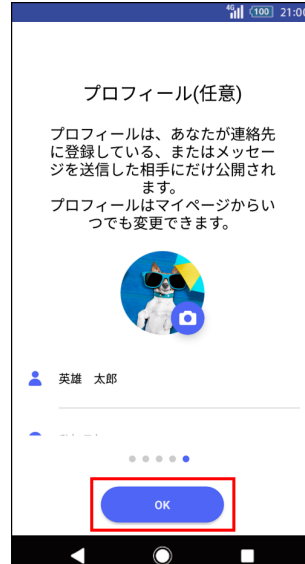 4G 100 21:00
プロフィール(任意)
プロフィールは、あなたが連絡先
に登録している、またはメッセー
ジを送信した相手にだけ公開され
ます。
プロフィールはマイページからい
つでも変更できます。
英雄　太郎
OK